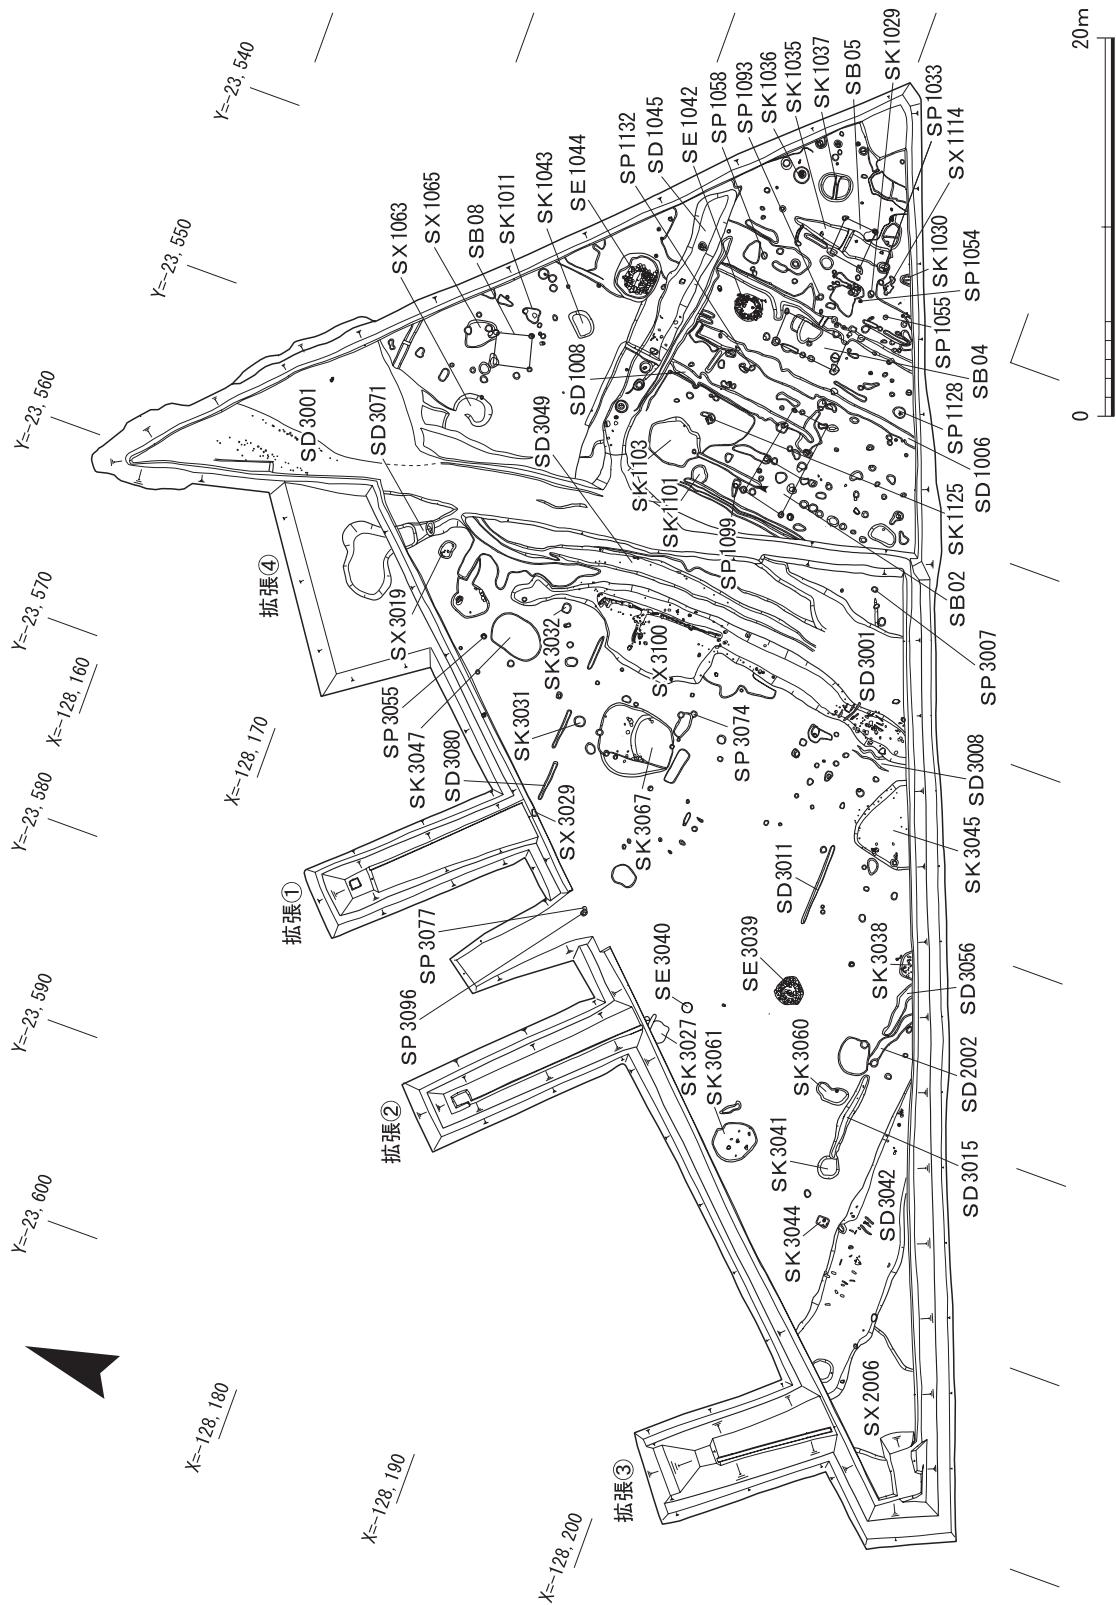 Y=-23, 540
Y=-23, 550
Y=-23, 560
Y=-23, 570
X=-128, 160
Y=-23, 580
X=-128, 170
Y=-23, 590
Y=-23, 600
X=-128, 180
X=-128, 190
X=-128, 200
20m
拡張④
拡張①
拡張②
拡張③
SX1063
SX1065
SB08
SK1011
SK1043
SE1044
SP1132
SD1045
SE1042
SP1058
SP1093
SK1036
SK1035
SK1037
SB05
SK1029
SP1033
SX1114
SK1030
SP1054
SP1055
SB04
SP1128
SD1006
SK1125
SB02
SP3007
SD3001
SD3071
SD3049
SD1008
SK1103
SK1101
SP1099
SX3019
SP3055
SK3047
SD3080
SK3031
SK3032
SX3100
SX3029
SK3067
SP3074
SD3001
SD3008
SK3045
SD3011
SP3077
SP3096
SE3040
SE3039
SK3038
SD3056
SK3027
SK3061
SK3060
SD2002
SK3041
SD3015
SK3044
SD3042
SX2006